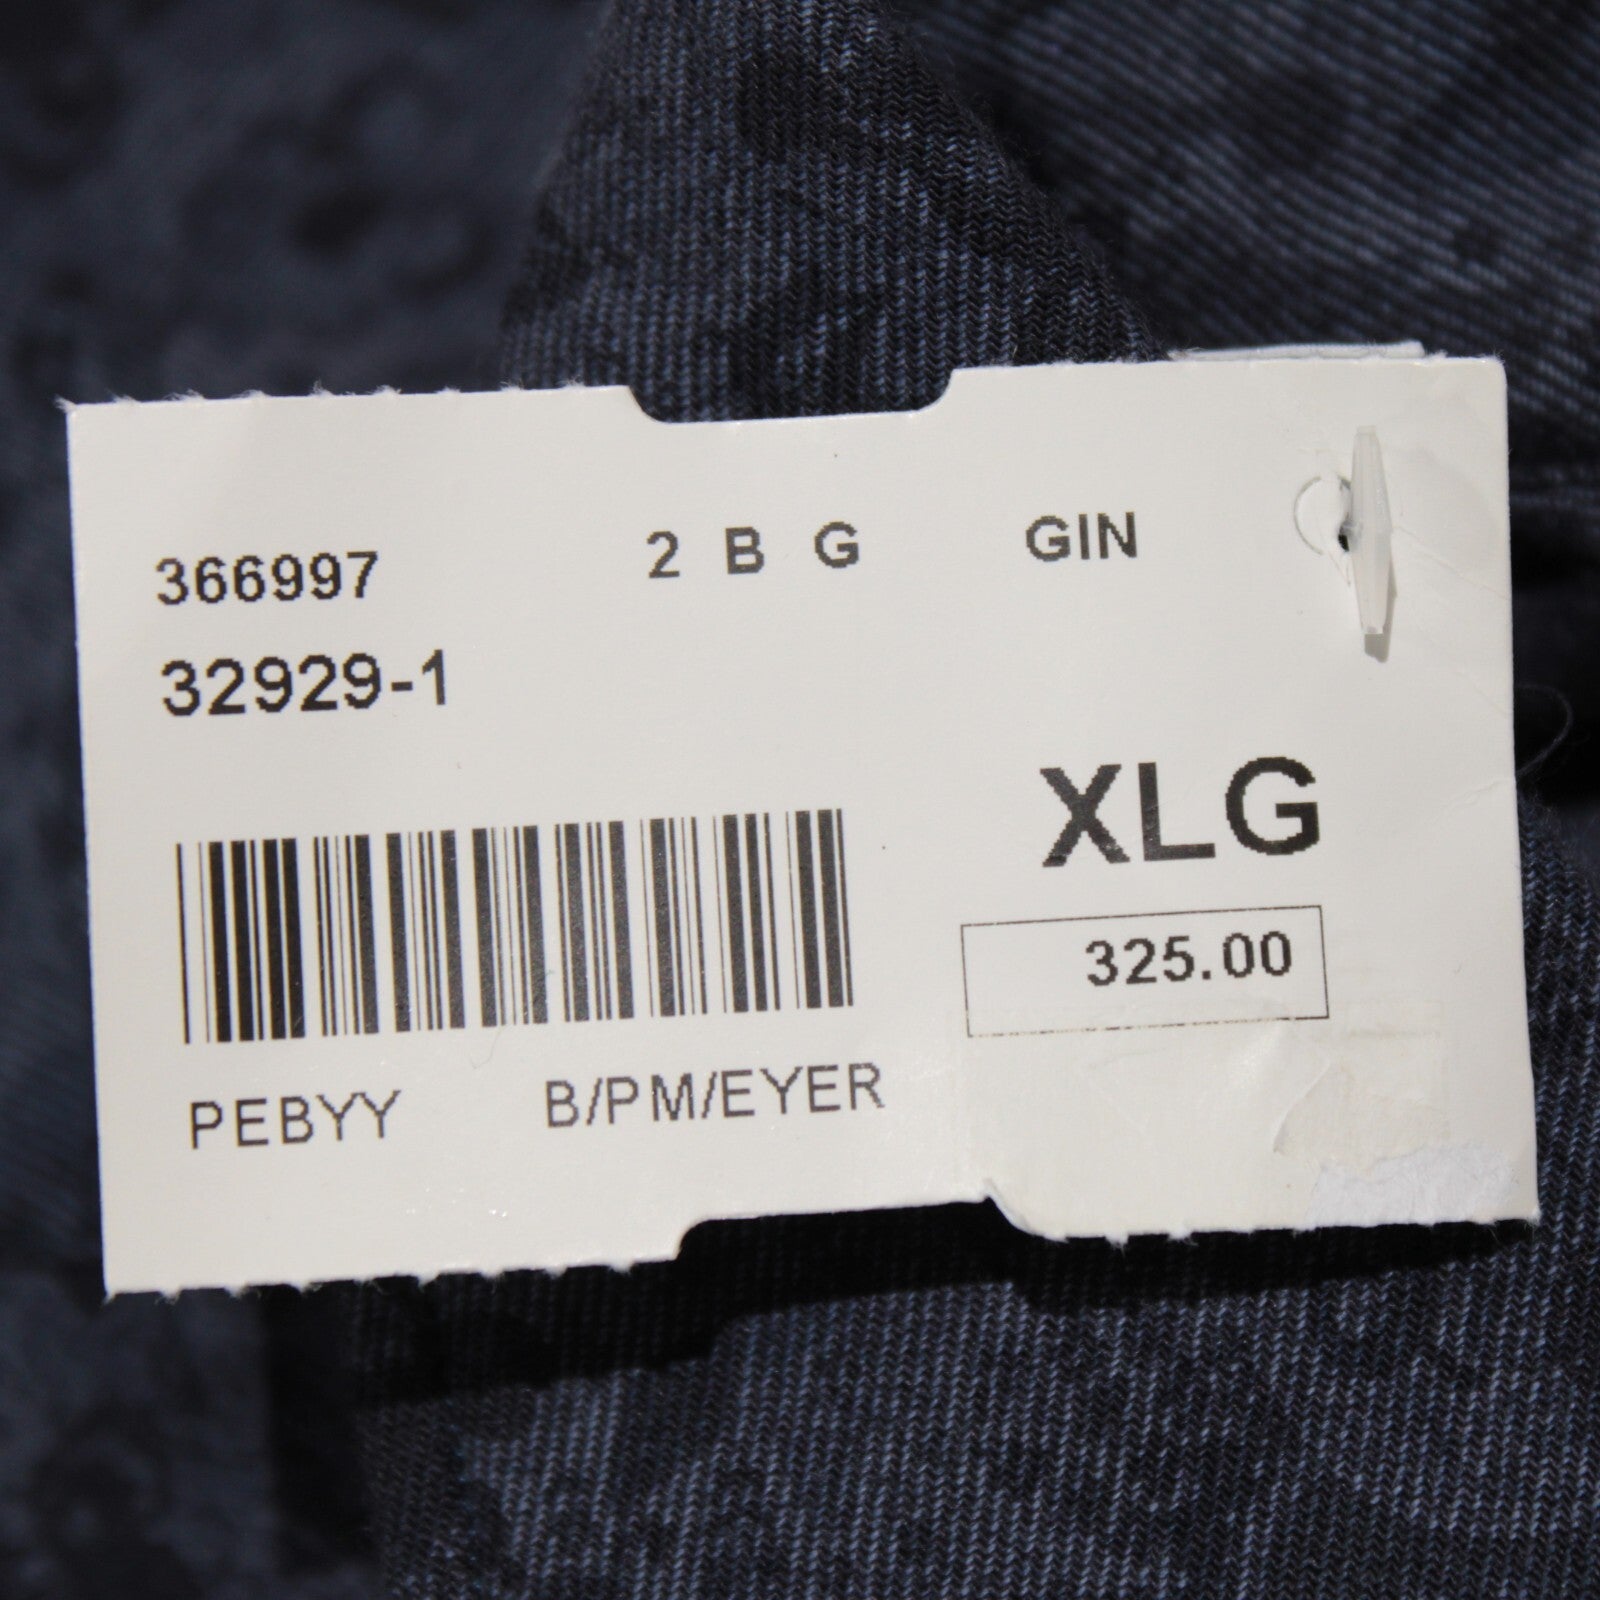 366997 2 B G GIN
32929-1
XLG
325.00
PEBYY B/PM/EYER